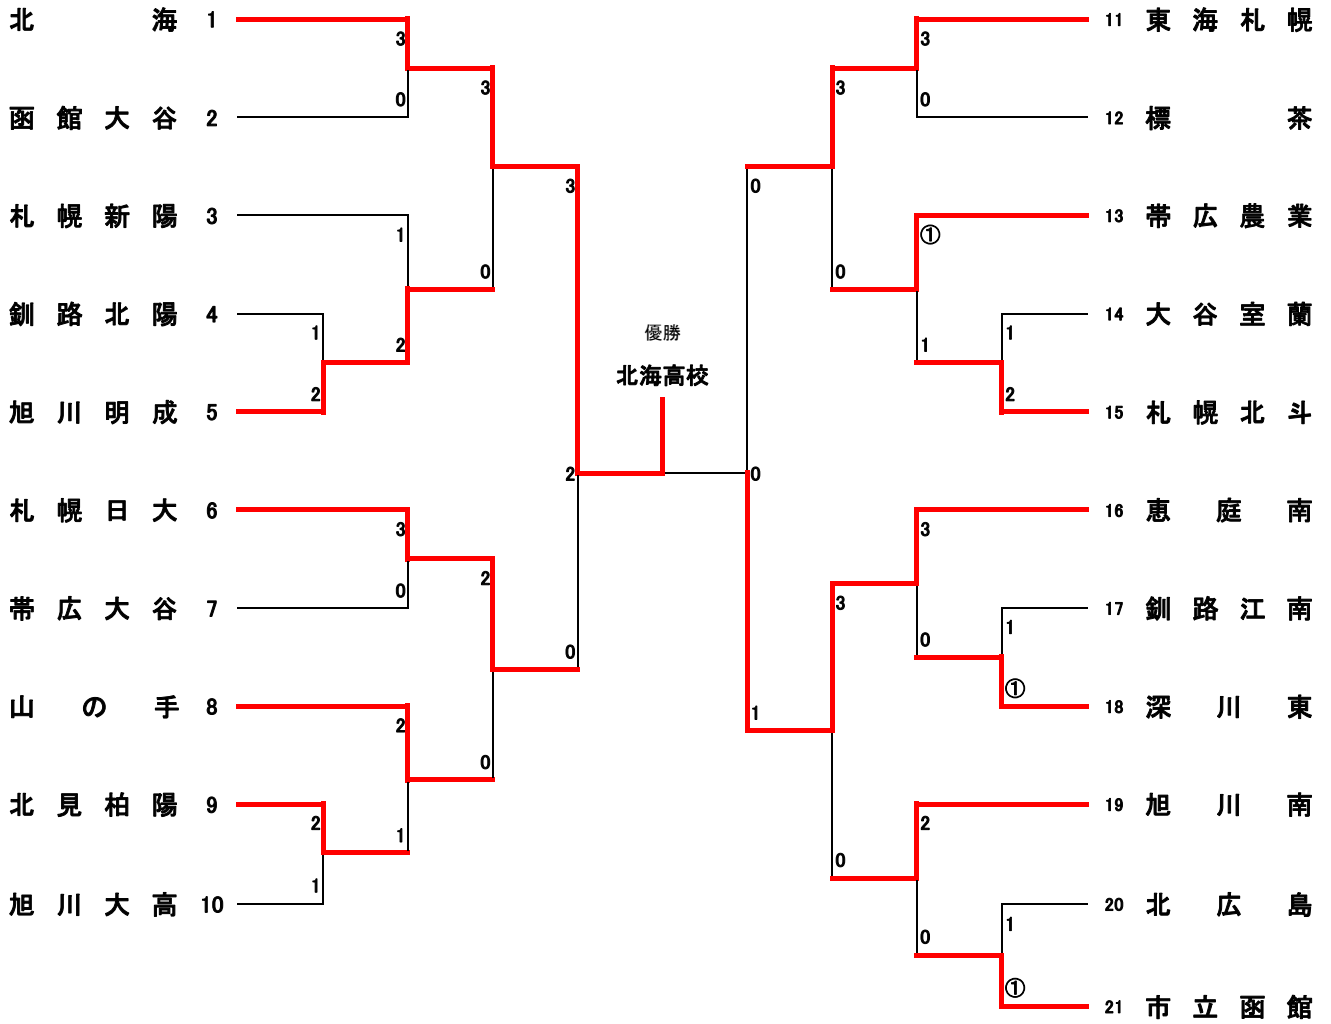 北海 1
3
0
函館大谷 2
3
札幌新陽 3
1
0
釧路北陽 4
1
2
2
旭川明成 5
3
2
札幌日大 6
3
0
帯広大谷 7
2
0
山の手 8
2
0
北見柏陽 9
2
1
1
旭川大高 10
優勝
北海高校
11 東海札幌
3
0
12 標茶
3
0
13 帯広農業
①
0
14 大谷室蘭
1
1
2
15 札幌北斗
0
1
16 恵庭南
3
3
17 釧路江南
1
0
①
18 深川東
19 旭川南
2
0
20 北広島
1
0
①
21 市立函館